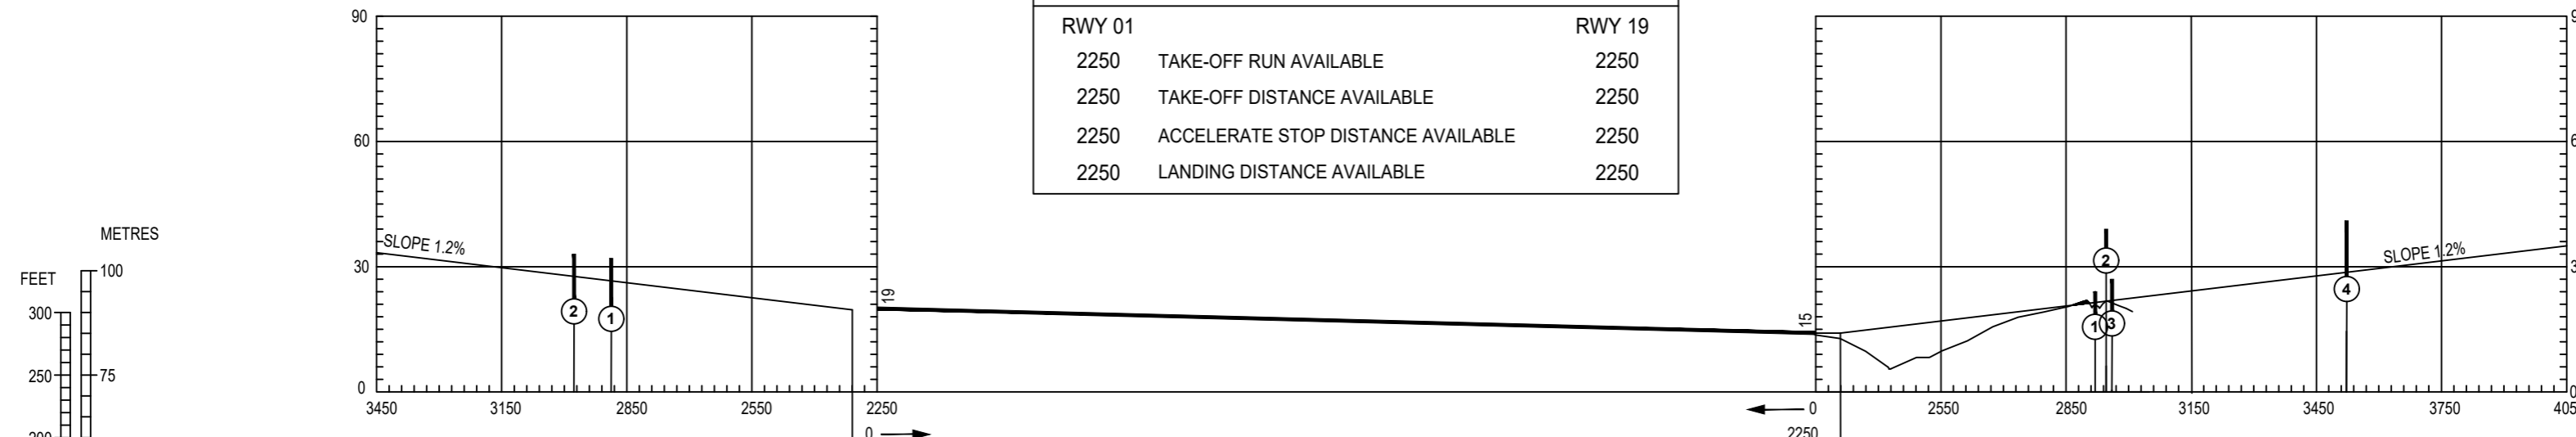 RWY 01 RWY 19
2250 TAKE-OFF RUN AVAILABLE 2250
2250 TAKE-OFF DISTANCE AVAILABLE 2250
2250 ACCELERATE STOP DISTANCE AVAILABLE 2250
2250 LANDING DISTANCE AVAILABLE 2250
90
60
30
0
SLOPE 1.2%
2
1
3450 3150 2850 2550 2250
0
19
15
METRES
FEET
100
300
250
75
SLOPE 1.2%
1
2
3
4
0 2550 2850 3150 3450 3750
2250